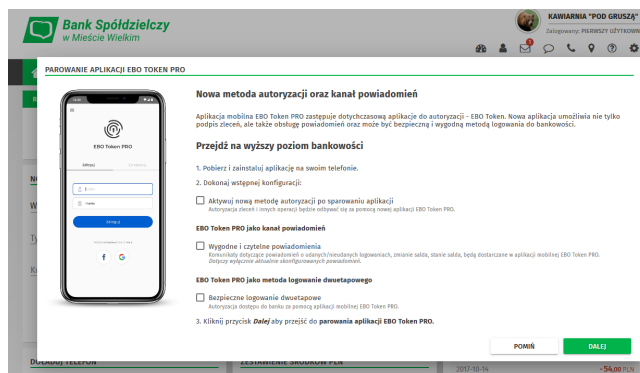 Bank Spółdzielczy
w Mieście Wielkim
KAWIARNIA "POD GRUSZĄ"
Zalogowany: PIERWSZY UŻYTKOWN
PAROWANIE APLIKACJI EBO TOKEN PRO
EBO Token PRO
Zaloguj
Nowa metoda autoryzacji oraz kanał powiadomień
Aplikacja mobilna EBO Token PRO zastępuje dotychczasową aplikacje do autoryzacji - EBO Token. Nowa aplikacja umożliwia nie tylko
podpis zleceń, ale także obsługę powiadomień oraz może być bezpieczną i wygodną metodą logowania do bankowości.
Przejdź na wyższy poziom bankowości
1. Pobierz i zainstaluj aplikację na swoim telefonie.
2. Dokonaj wstępnej konfiguracji:
Aktywuj nową metodę autoryzacji po sparowaniu aplikacji
Autoryzacja zleceń i innych operacji będzie odbywać się za pomocą nowej aplikacji EBO Token PRO.
EBO Token PRO jako kanał powiadomień
Wygodne i czytelne powiadomienia
Komunikaty dotyczące powiadomień o udanych/nieudanych logowaniach, zmianie salda, stanie salda, będą dostarczane w aplikacji mobilnej EBO Token PRO.
Dotyczy wyłącznie aktualnie skonfigurowanych powiadomień.
EBO Token PRO jako metoda logowanie dwuetapowego
Bezpieczne logowanie dwuetapowe
Autoryzacja dostępu do banku za pomocą aplikacji mobilnej EBO Token PRO.
3. Kliknij przycisk Dalej aby przejść do parowania aplikacji EBO Token PRO.
POMIŃ
DALEJ
DOŁADUJ TELEFON
ZESTAWIENIE ŚRODKÓW PLN
2017-10-14
-54,00 PLN